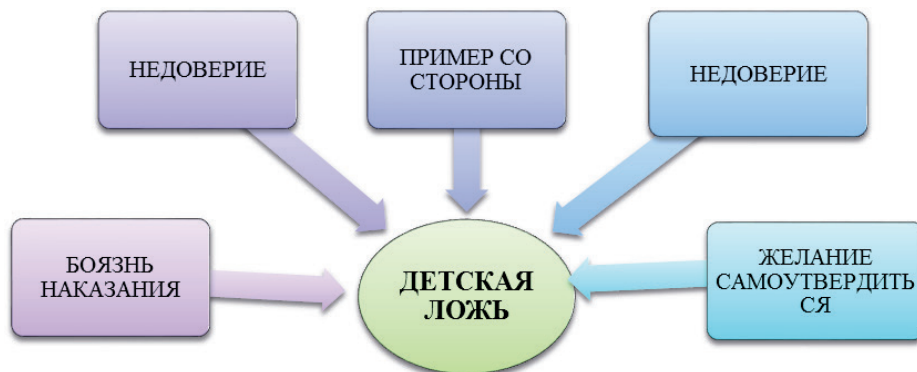 НЕДОВЕРИЕ
ПРИМЕР СО
СТОРОНЫ
НЕДОВЕРИЕ
БОЯЗНЬ
НАКАЗАНИЯ
ДЕТСКАЯ
ЛОЖЬ
ЖЕЛАНИЕ
САМОУТВЕРДИТЬ
СЯ